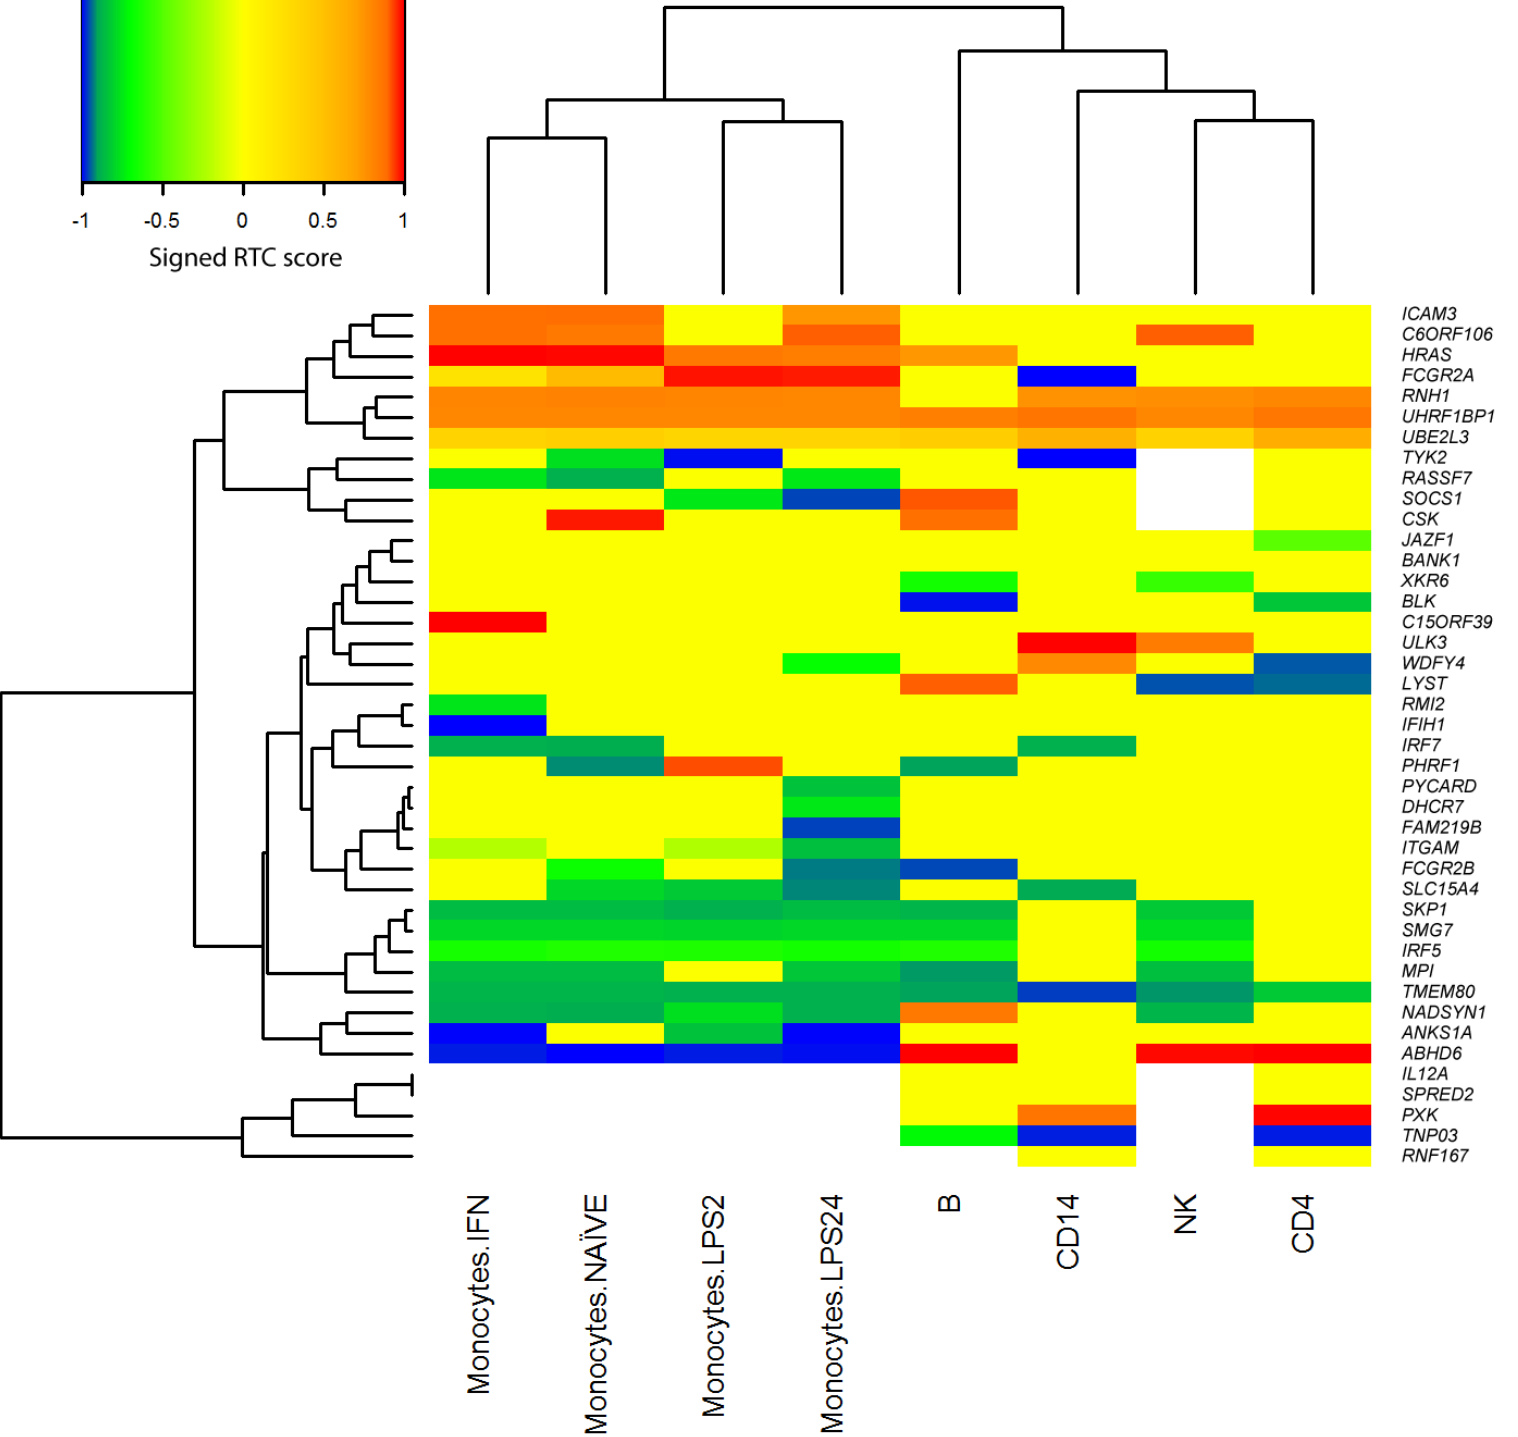 -1 -0.5 0 0.5 1
Signed RTC score
ICAM3
C6ORF106
HRAS
FCGR2A
RNH1
UHRF1BP1
UBE2L3
TYK2
RASSF7
SOCS1
CSK
JAZF1
BANK1
XKR6
BLK
C15ORF39
ULK3
WDFY4
LYST
RMI2
IFIH1
IRF7
PHRF1
PYCARD
DHCR7
FAM219B
ITGAM
FCGR2B
SLC15A4
SKP1
SMG7
IRF5
MPI
TMEM80
NADSYN1
ANKS1A
ABHD6
IL12A
SPRED2
PXK
TNP03
RNF167
Monocytes.IFN
Monocytes.NAÏVE
Monocytes.LPS2
Monocytes.LPS24
B
CD14
NK
CD4